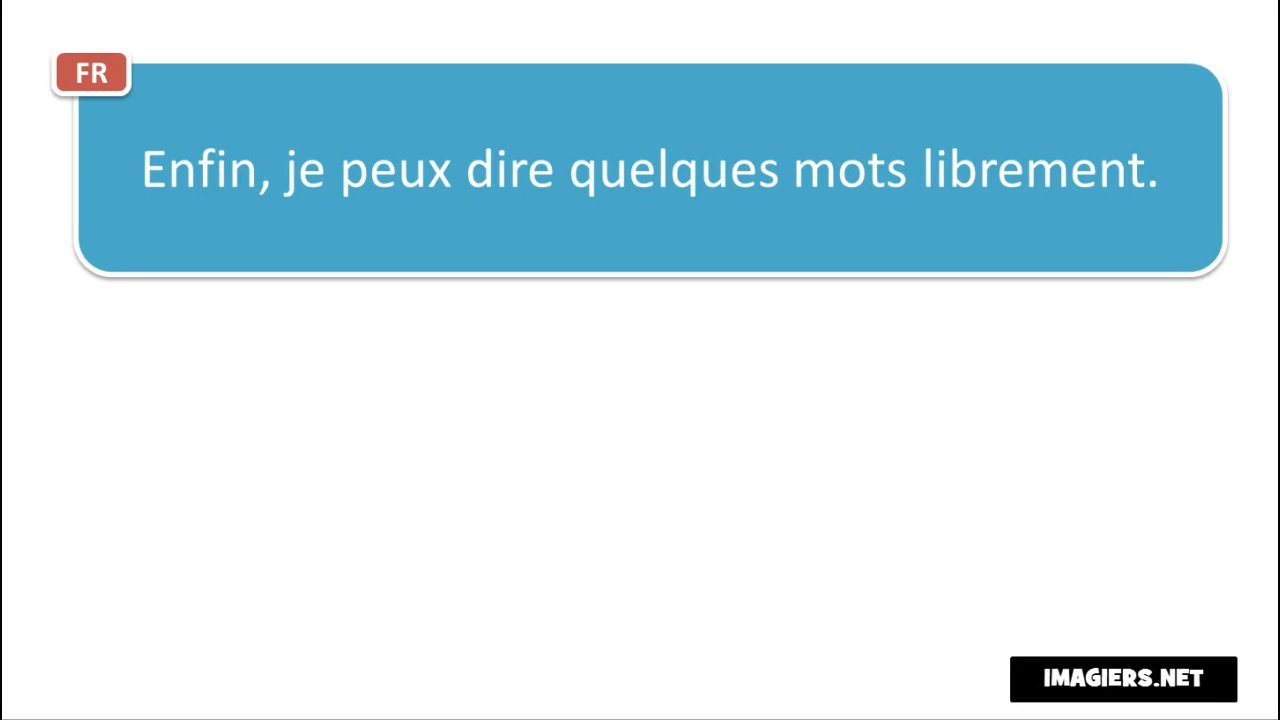 FR
Enfin, je peux dire quelques mots librement.
IMAGIERS.NET